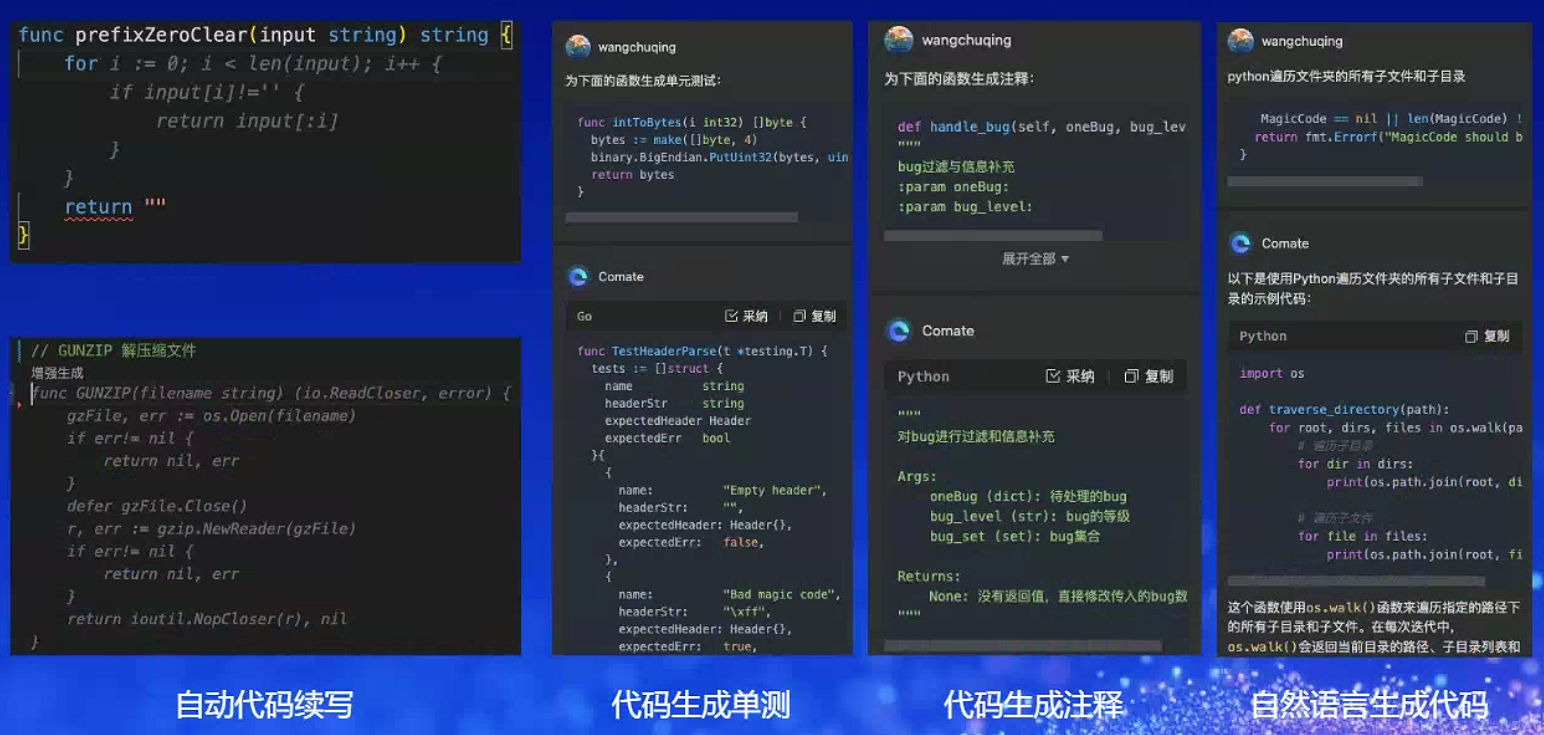 func prefixZeroClear(input string) string {
for i := 0; i < len(input); i++ {
if input[i]!='' {
return input[:i]
}
}
return ""
}
// GUNZIP 解压缩文件
增强生成
func GUNZIP(filename string) (io.ReadCloser, error) {
gzFile, err := os.Open(filename)
if err!= nil {
return nil, err
}
defer gzFile.Close()
r, err := gzip.NewReader(gzFile)
if err!= nil {
return nil, err
}
return ioutil.NopCloser(r), nil
}
自动代码续写
wangchuqing
为下面的函数生成单元测试:
func intToBytes(i int32) []byte {
bytes := make([]byte, 4)
binary.BigEndian.PutUint32(bytes, uin
return bytes
}
Comate
Go 采纳 复制
func TestHeaderParse(t *testing.T) {
tests := []struct {
name string
headerStr string
expectedHeader Header
expectedErr bool
}{
{
name: "Empty header",
headerStr: "",
expectedHeader: Header{},
expectedErr: false,
},
{
name: "Bad magic code",
headerStr: "\xff",
expectedHeader: Header{},
expectedErr: true,
代码生成单测
wangchuqing
为下面的函数生成注释:
def handle_bug(self, oneBug, bug_lev
"""
bug过滤与信息补充
:param oneBug:
:param bug_level:
展开全部
Comate
Python 采纳 复制
"""
对bug进行过滤和信息补充
Args:
oneBug (dict): 待处理的bug
bug_level (str): bug的等级
bug_set (set): bug集合
Returns:
None: 没有返回值，直接修改传入的bug数
"""
代码生成注释
wangchuqing
python遍历文件夹的所有子文件和子目录
MagicCode == nil || len(MagicCode) !
return fmt.Errorf("MagicCode should b
}
Comate
以下是使用Python遍历文件夹的所有子文件和子目
录的示例代码:
Python 复制
import os
def traverse_directory(path):
for root, dirs, files in os.walk(pa
# 遍历子目录
for dir in dirs:
print(os.path.join(root, di
# 遍历子文件
for file in files:
print(os.path.join(root, fi
这个函数使用os.walk()函数来遍历指定的路径下
的所有子目录和子文件。在每次迭代中，
os.walk()会返回当前目录的路径、子目录列表和
自然语言生成代码